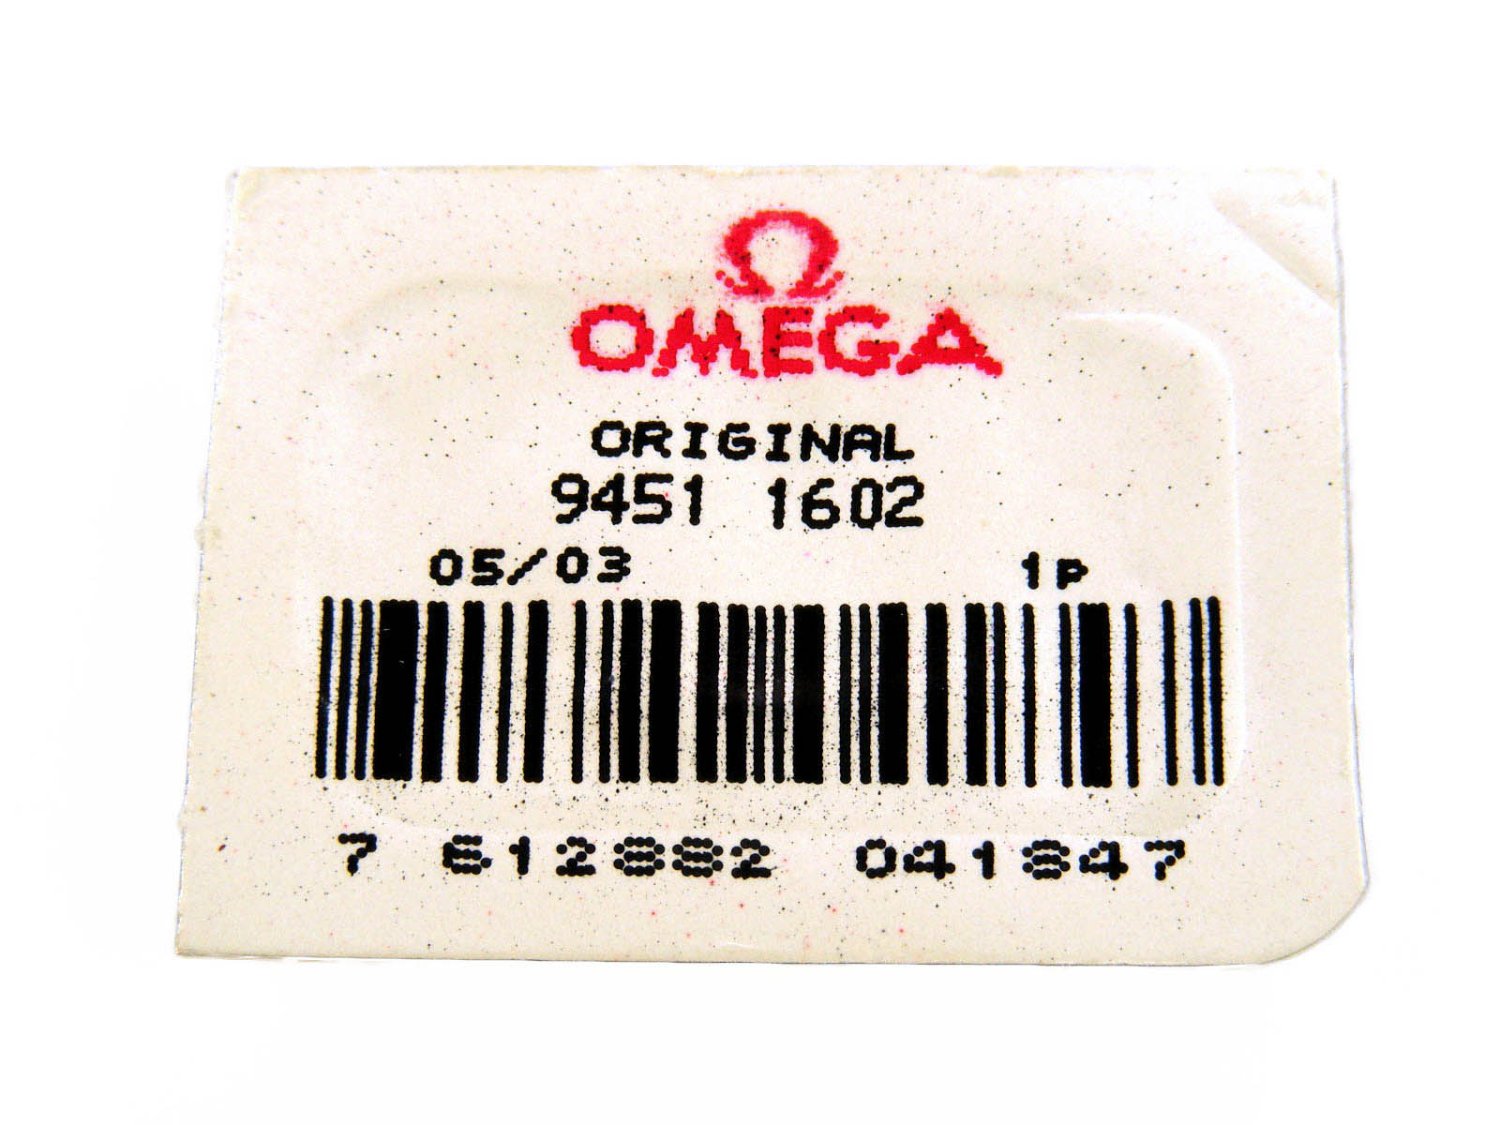 Ω
OMEGA
ORIGINAL
9451 1602
05/03 1P
7 612882 041847